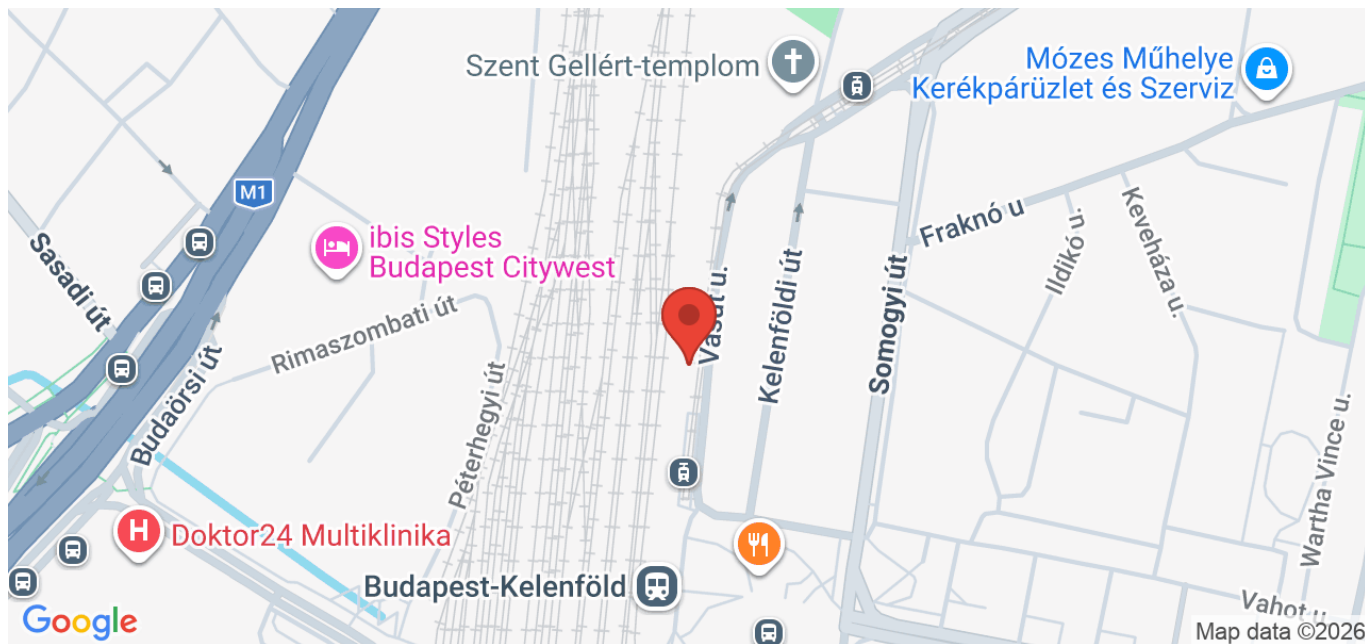 Szent Gellért-templom
Mózes Műhelye
Kerékpárüzlet és Szerviz
M1
Sasadi út
ibis Styles
Budapest Citywest
Fraknó u
Keveháza u.
Ildikó u.
Vasút u.
Kelenföldi út
Somogyi út
Rimaszombati út
Budaörsi út
Péterhegyi út
Wartha Vince u.
H
Doktor24 Multiklinika
Budapest-Kelenföld
Vahot u.
Google
Map data ©2026